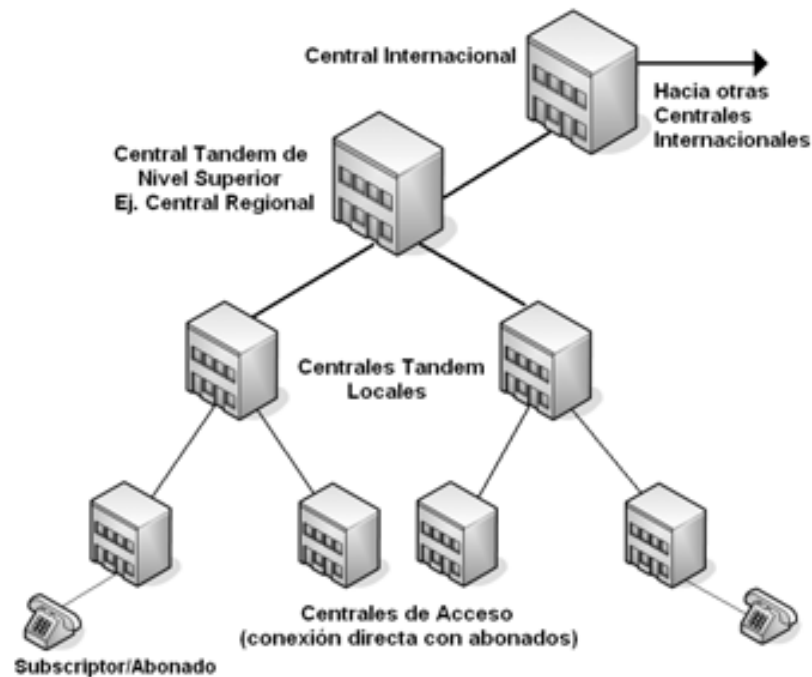 Central Internacional
Hacia otras
Centrales
Internacionales
Central Tandem de
Nivel Superior
Ej. Central Regional
Centrales Tandem
Locales
Centrales de Acceso
(conexión directa con abonados)
Subscriptor/Abonado